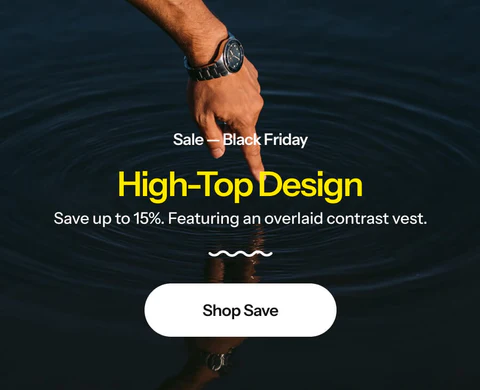 Sale — Black Friday
High-Top Design
Save up to 15%. Featuring an overlaid contrast vest.
Shop Save